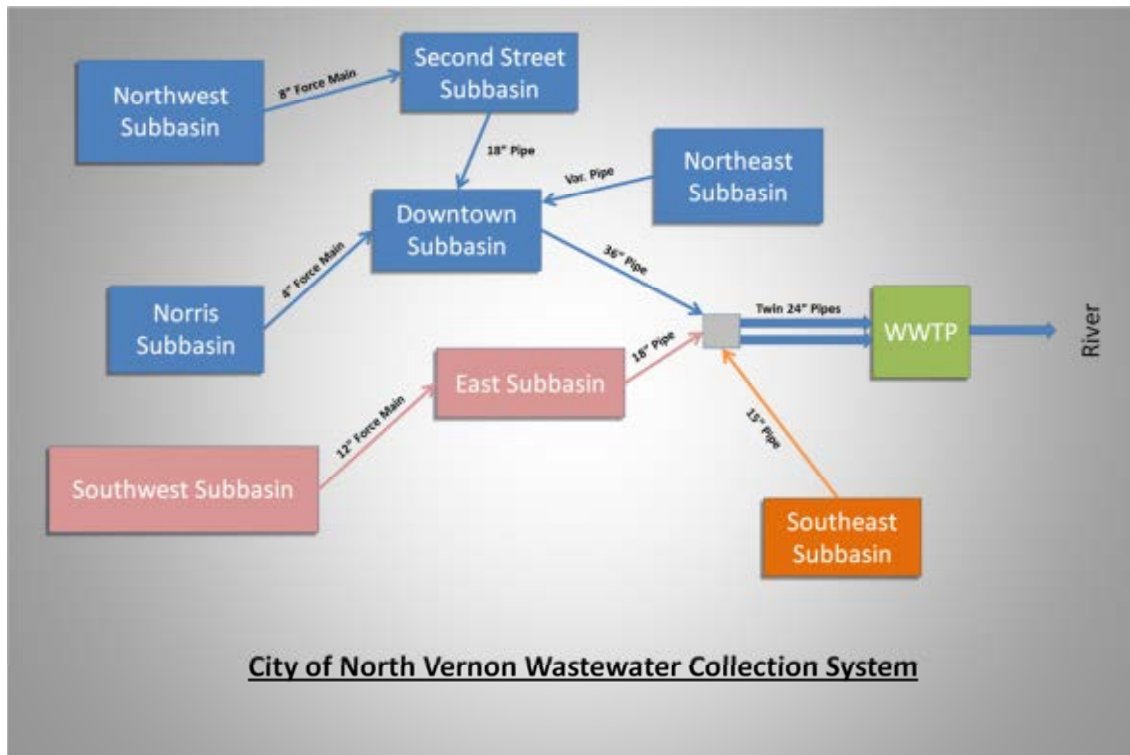 Northwest
Subbasin
8" Force Main
Second Street
Subbasin
18" Pipe
Var. Pipe
Northeast
Subbasin
Downtown
Subbasin
4" Force Main
Norris
Subbasin
36" Pipe
Twin 24" Pipes
WWTP
River
18" Pipe
East Subbasin
12" Force Main
15" Pipe
Southwest Subbasin
Southeast
Subbasin
City of North Vernon Wastewater Collection System